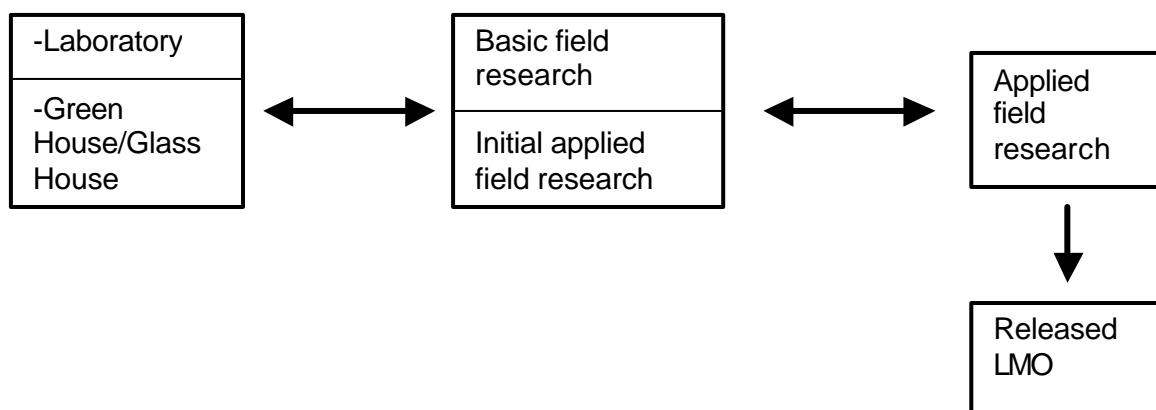 -Laboratory
-Green
House/Glass
House
Basic field
research
Initial applied
field research
Applied
field
research
Released
LMO